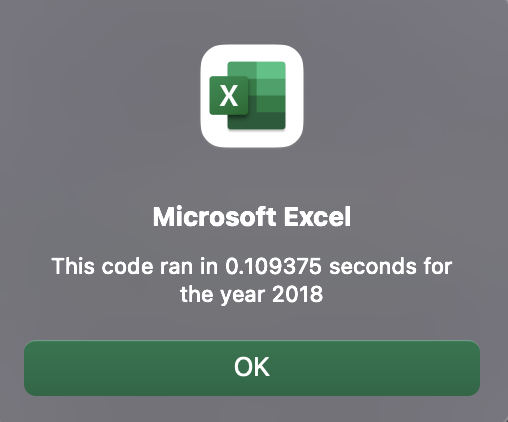 X
Microsoft Excel
This code ran in 0.109375 seconds for
the year 2018
OK